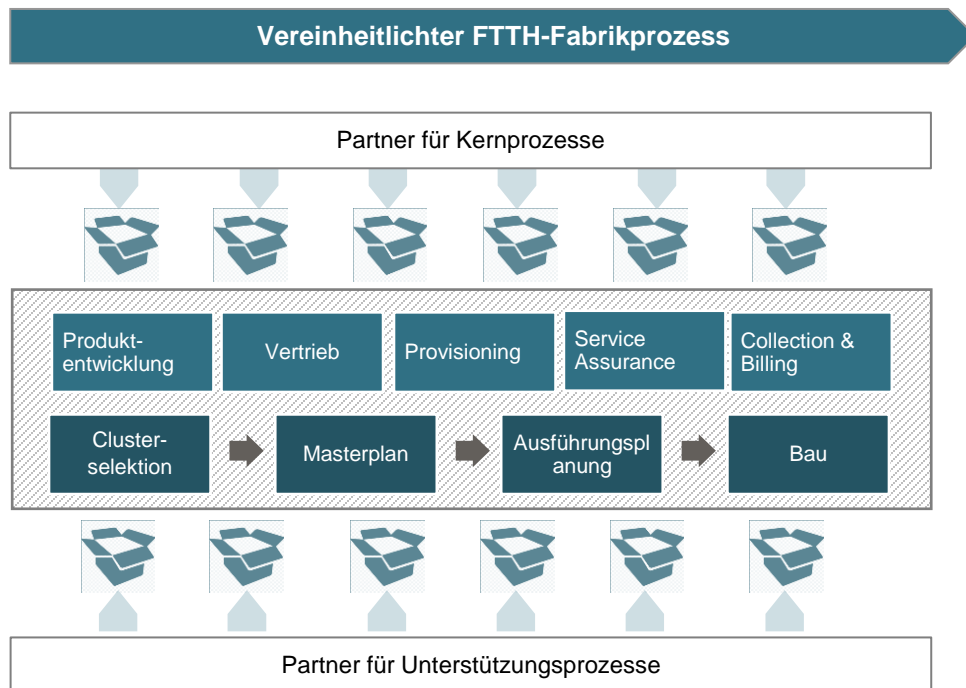 Vereinheitlichter FTTH-Fabrikprozess
Partner für Kernprozesse
Produkt-
entwicklung
Vertrieb
Provisioning
Service
Assurance
Collection &
Billing
Cluster-
selektion
Masterplan
Ausführungspl
anung
Bau
Partner für Unterstützungsprozesse